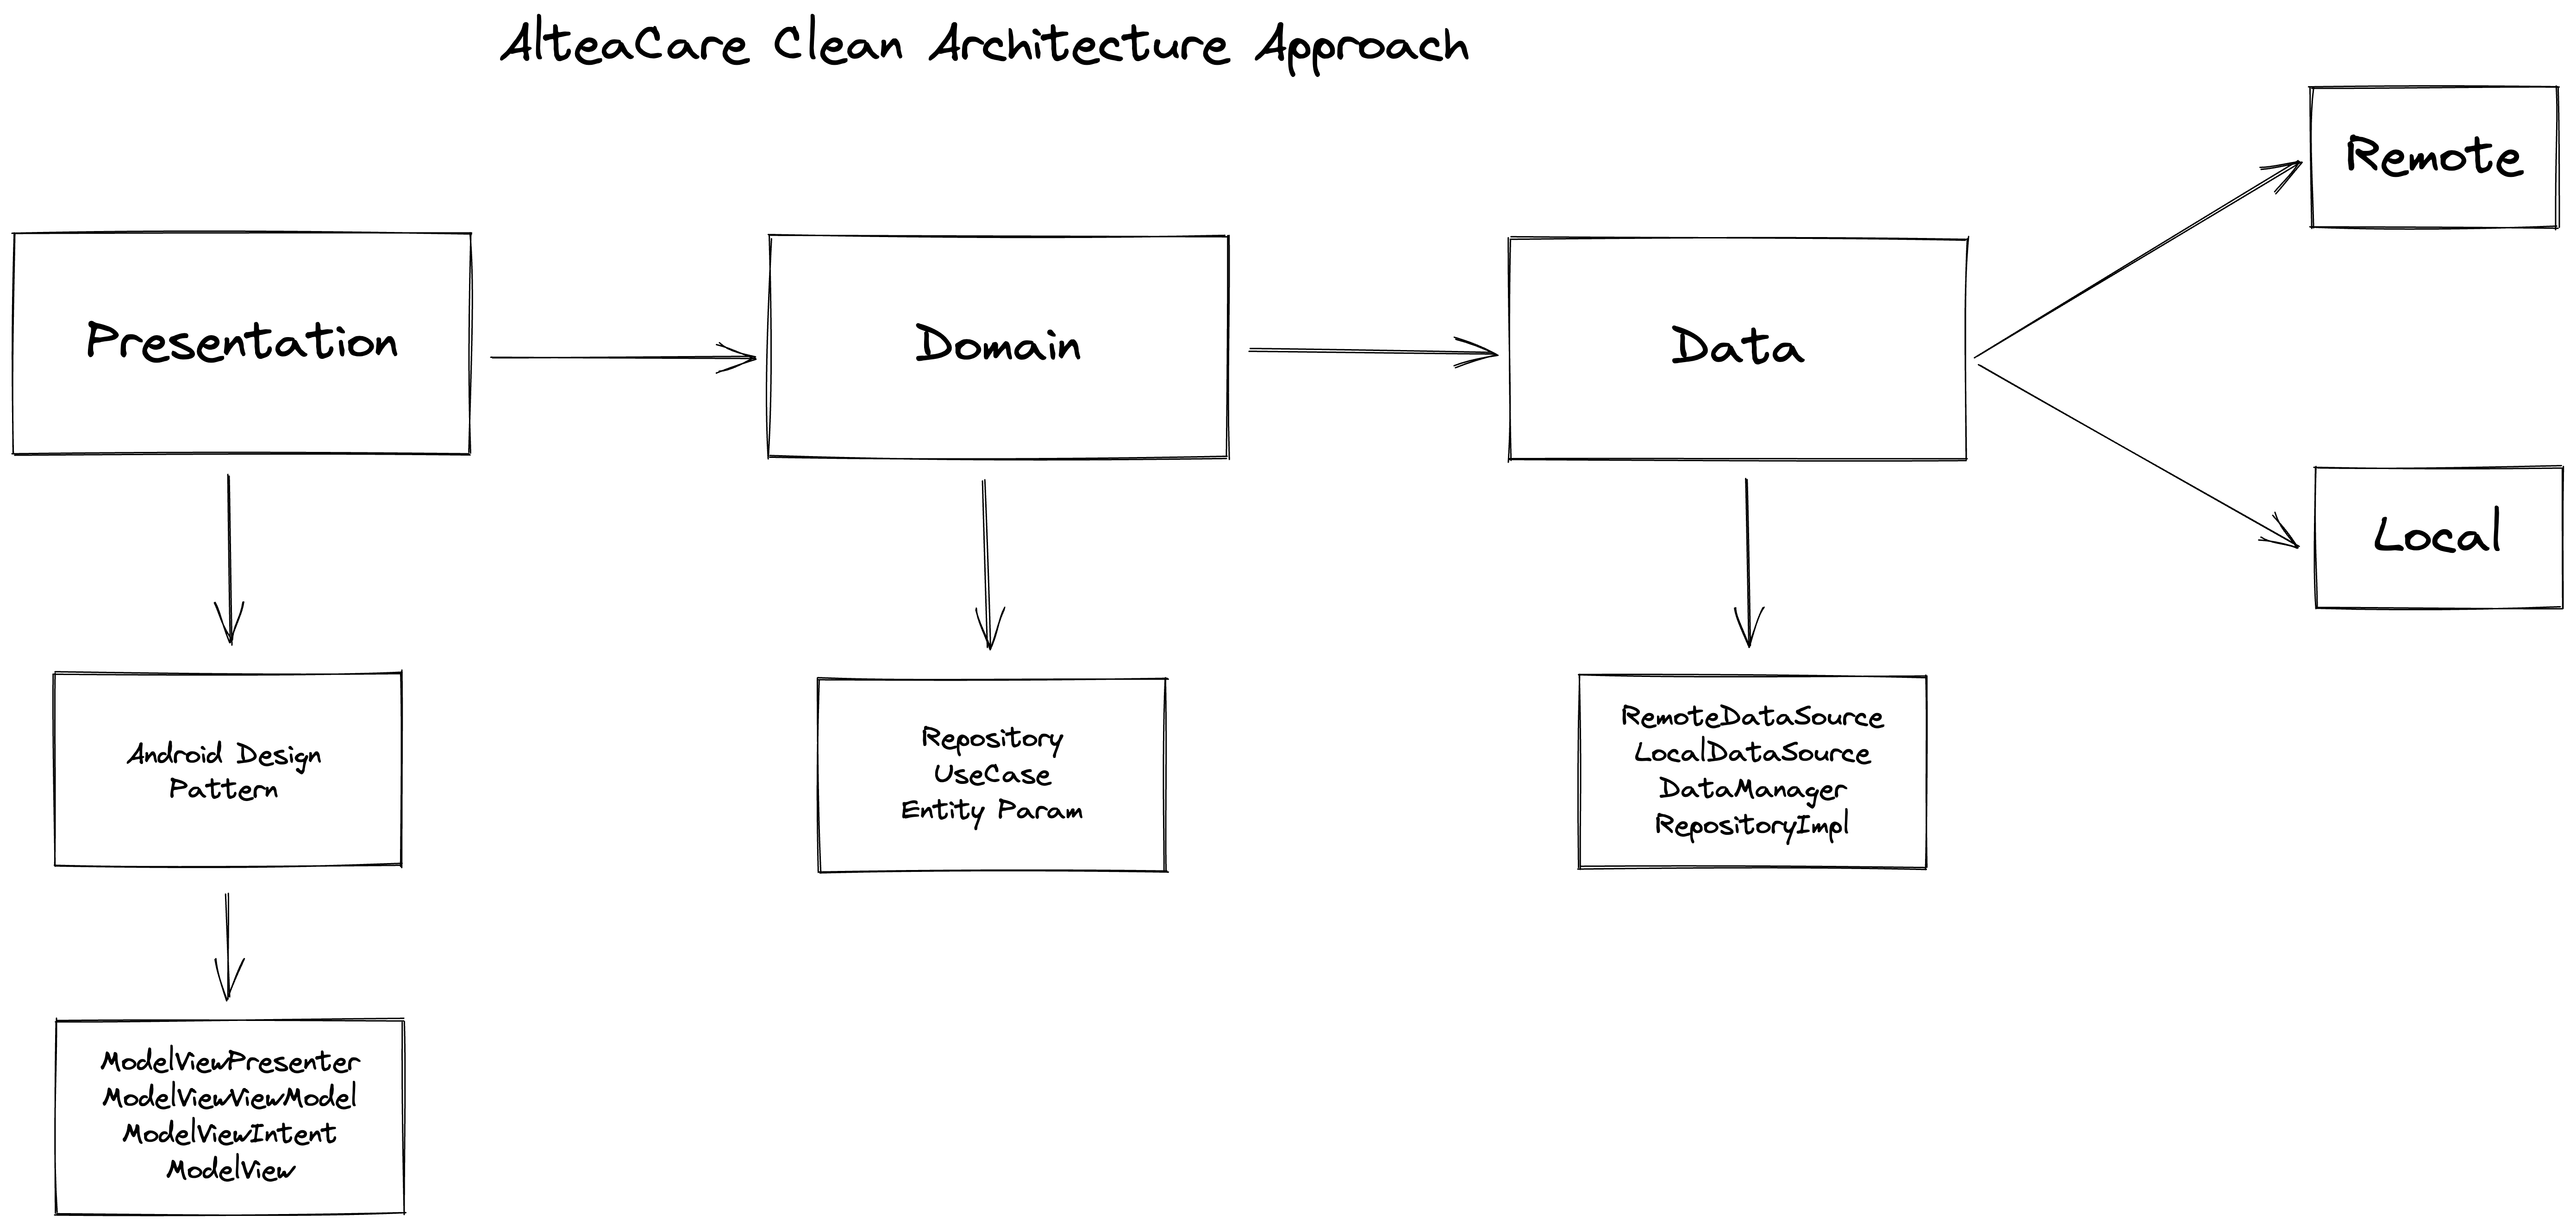 AlteaCare Clean Architecture Approach
Remote
Presentation
Domain
Data
Local
Android Design
Pattern
Repository
UseCase
Entity Param
RemoteDataSource
LocalDataSource
DataManager
RepositoryImpl
ModelViewPresenter
ModelViewViewModel
ModelViewIntent
ModelView